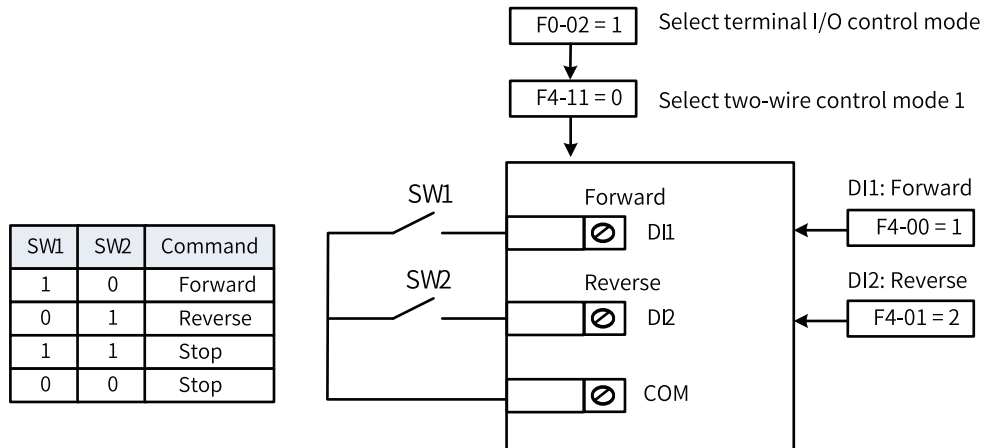 F0-02 = 1 Select terminal I/O control mode
F4-11 = 0 Select two-wire control mode 1
SW1 SW2 Command
1 0 Forward
0 1 Reverse
1 1 Stop
0 0 Stop
SW1
SW2
Forward
DI1
Reverse
DI2
COM
DI1: Forward
F4-00 = 1
DI2: Reverse
F4-01 = 2